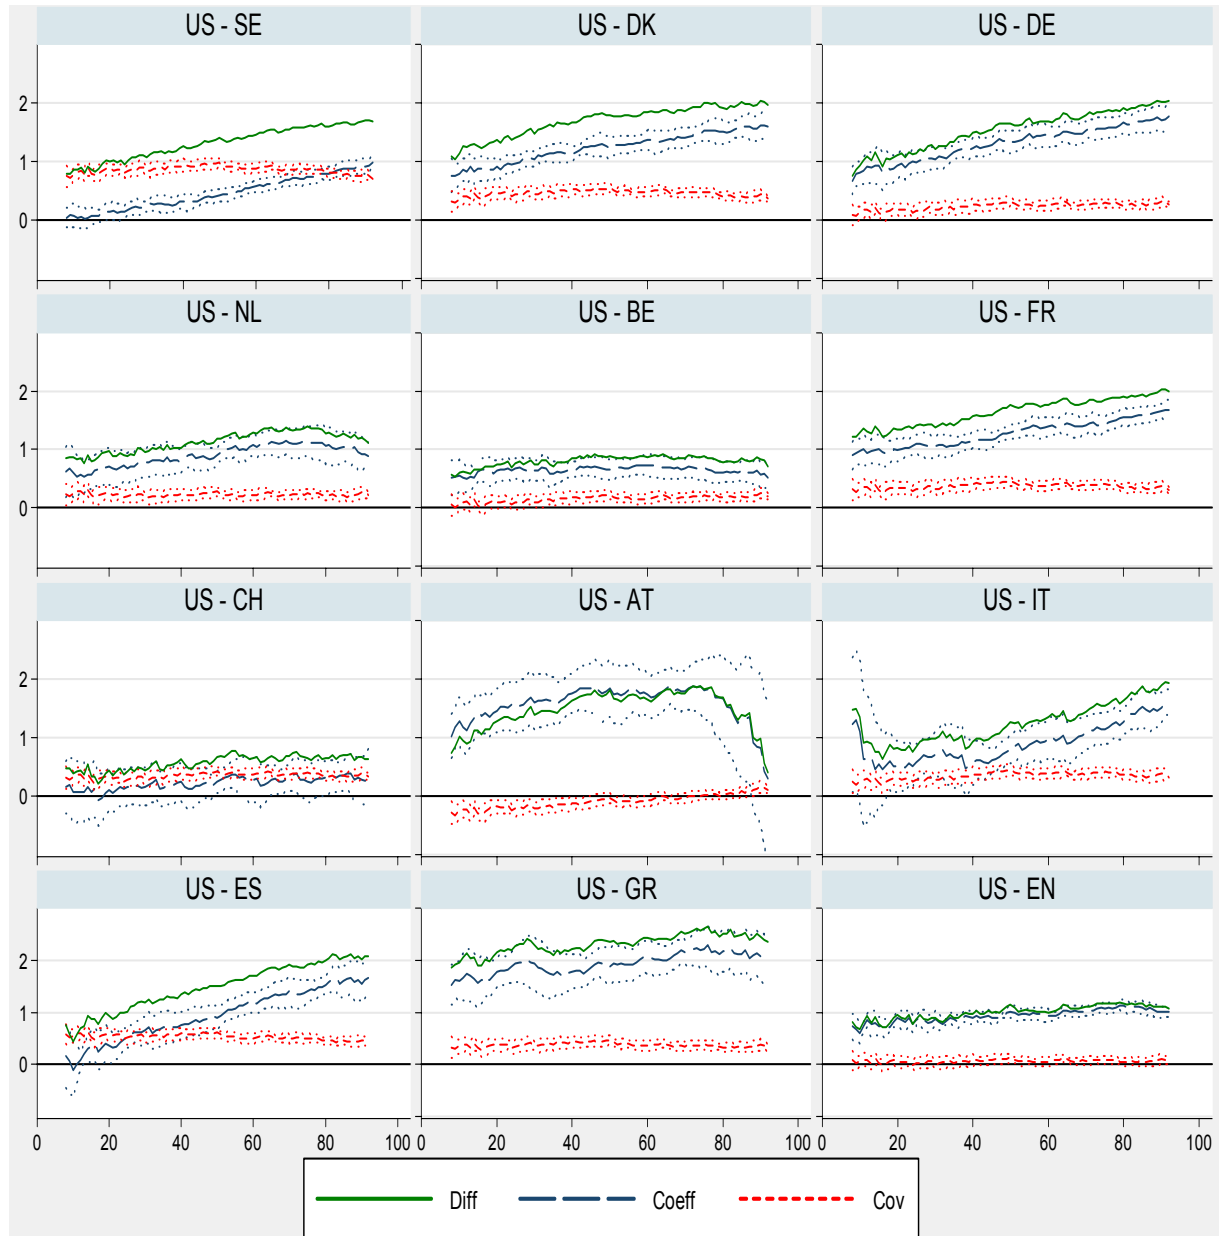 US - SE US - DK US - DE
2
1
0
US - NL US - BE US - FR
2
1
0
US - CH US - AT US - IT
2
1
0
US - ES US - GR US - EN
2
1
0
0 20 40 60 80 100 0 20 40 60 80 100 0 20 40 60 80 100
Diff Coeff Cov